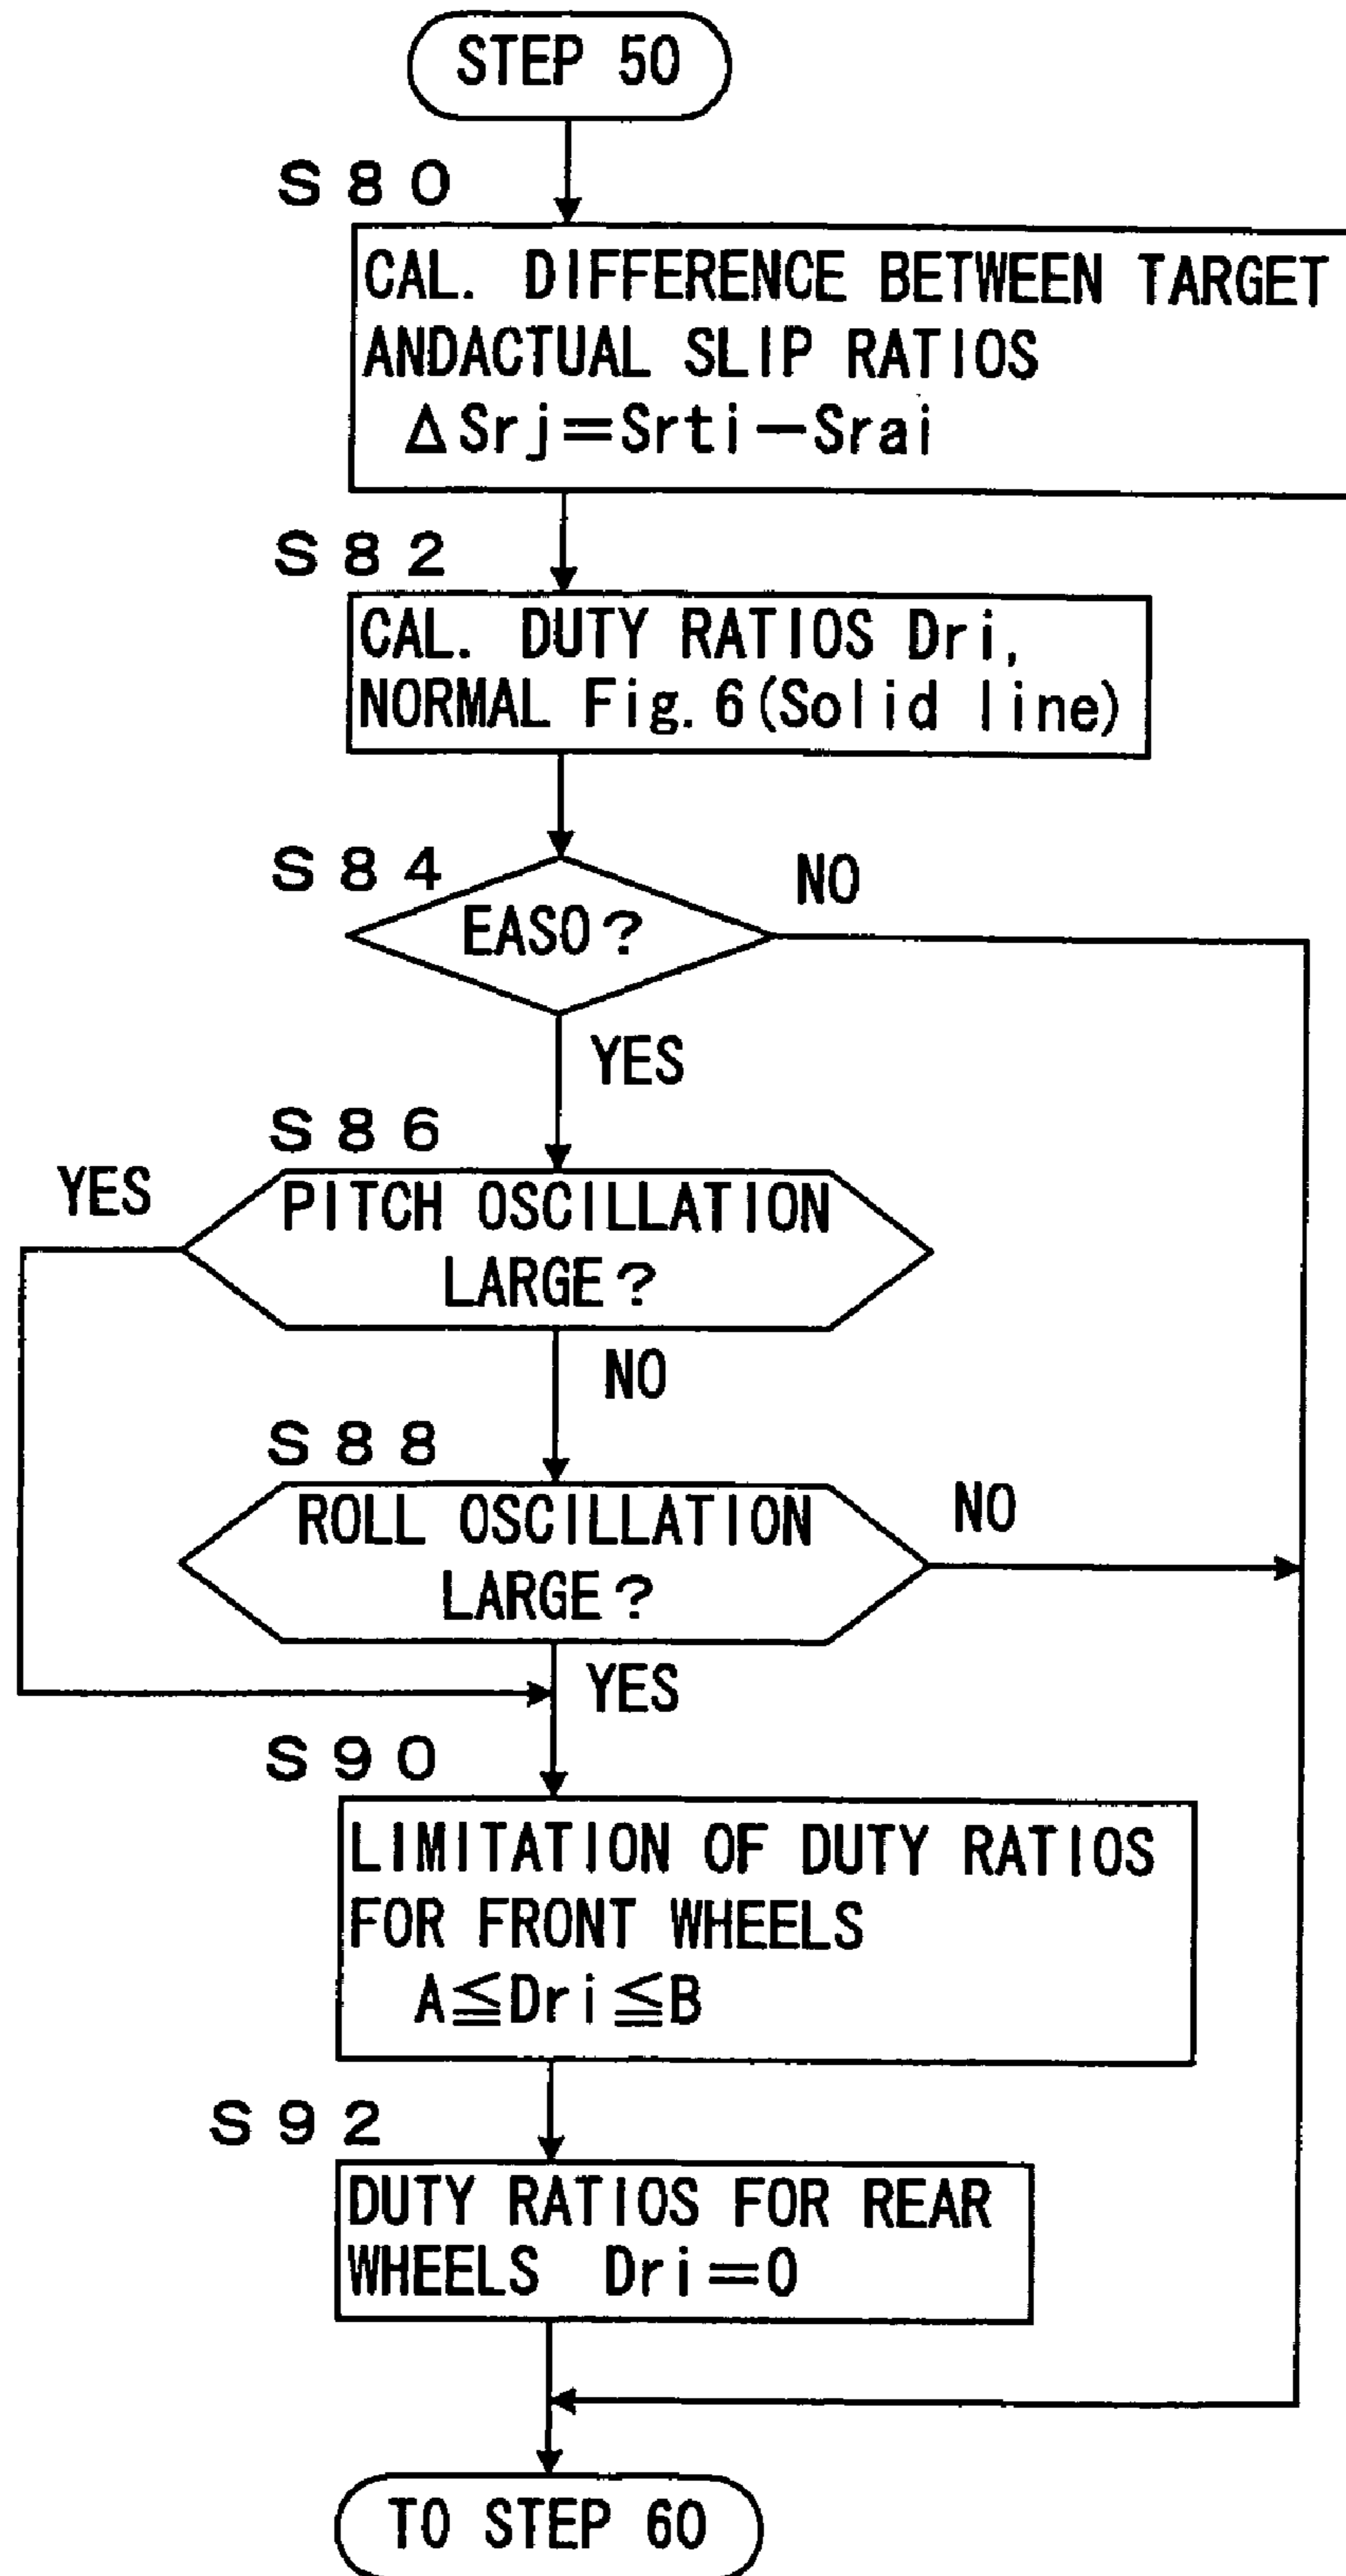 STEP 50
S80
CAL. DIFFERENCE BETWEEN TARGET
ANDACTUAL SLIP RATIOS
ΔSrj=Srti-Srai
S82
CAL. DUTY RATIOS Dri,
NORMAL Fig.6(Solid line)
S84
EASO?
NO
YES
S86
YES
PITCH OSCILLATION
LARGE?
NO
S88
ROLL OSCILLATION
LARGE?
NO
YES
S90
LIMITATION OF DUTY RATIOS
FOR FRONT WHEELS
A≦Dri≦B
S92
DUTY RATIOS FOR REAR
WHEELS Dri=0
TO STEP 60